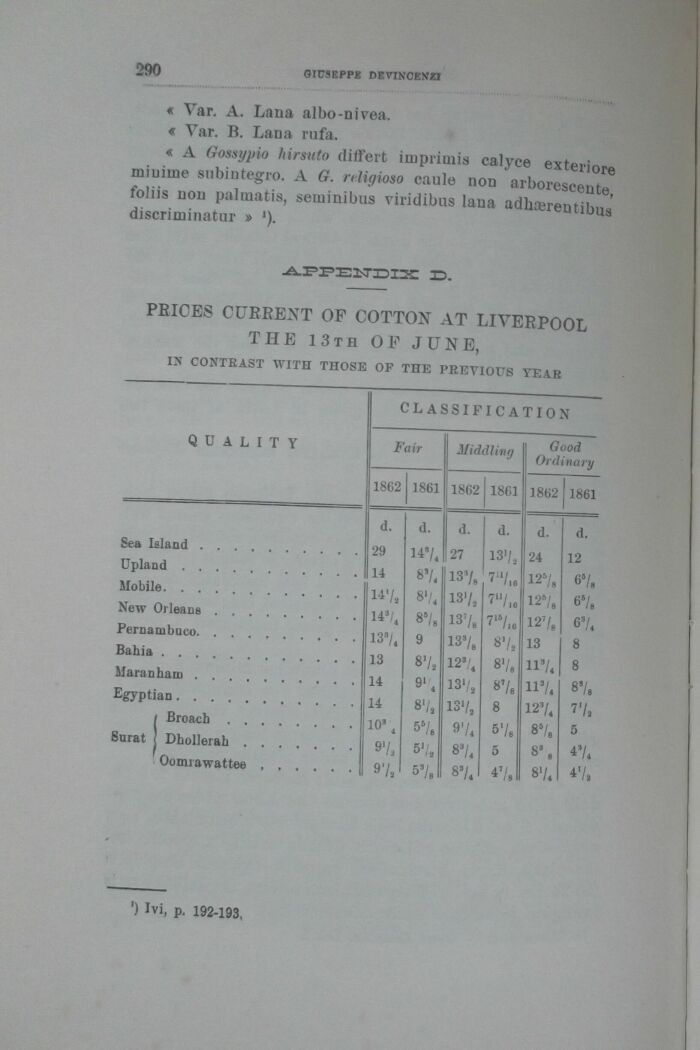 290 GIUSEPPE DEVINCENZI
« Var. A. Lana albo-nivea.
« Var. B. Lana rufa.
« A Gossypio hirsuto differt imprimis calyce exteriore
minime subintegro. A G. religioso caule non arborescente,
foliis non palmatis, seminibus viridibus lana adhærentibus
discriminatur » ¹).
APPENDIX D.
PRICES CURRENT OF COTTON AT LIVERPOOL
THE 13TH OF JUNE,
IN CONTRAST WITH THOSE OF THE PREVIOUS YEAR
QUALITY CLASSIFICATION
Fair Middling Good Ordinary
1862 1861 1862 1861 1862 1861
d. d. d. d. d. d.
Sea Island . . . . . . . . . . 29 14³/₄ 27 13¹/₂ 24 12
Upland . . . . . . . . . . . 14 8³/₄ 13³/₈ 7¹¹/₁₆ 12⁵/₈ 6⁵/₈
Mobile. . . . . . . . . . . . 14¹/₂ 8¹/₄ 13¹/₂ 7¹¹/₁₆ 12⁵/₈ 6⁵/₈
New Orleans . . . . . . . . . 14³/₄ 8⁵/₈ 13⁷/₈ 7¹⁵/₁₆ 12⁷/₈ 6³/₄
Pernambuco. . . . . . . . . . 13³/₄ 9 13³/₈ 8¹/₂ 13 8
Bahia . . . . . . . . . . . . 13 8¹/₂ 12³/₄ 8¹/₈ 11³/₄ 8
Maranham . . . . . . . . . . 14 9¹/₄ 13¹/₂ 8⁷/₈ 11³/₄ 8³/₈
Egyptian . . . . . . . . . . . 14 8¹/₂ 13¹/₂ 8 12³/₄ 7¹/₂
Broach . . . . . . . . 10³ ₄ 5⁵/₈ 9¹/₄ 5¹/₈ 8⁵/₈ 5
Surat Dhollerah . . . . . . . 9¹/₂ 5¹/₂ 8³/₄ 5 8³ ₈ 4³/₄
Oomrawattee . . . . . . 9¹/₂ 5³/₈ 8³/₄ 4⁷/₈ 8¹/₄ 4¹/₂
¹) Ivi, p. 192-193,